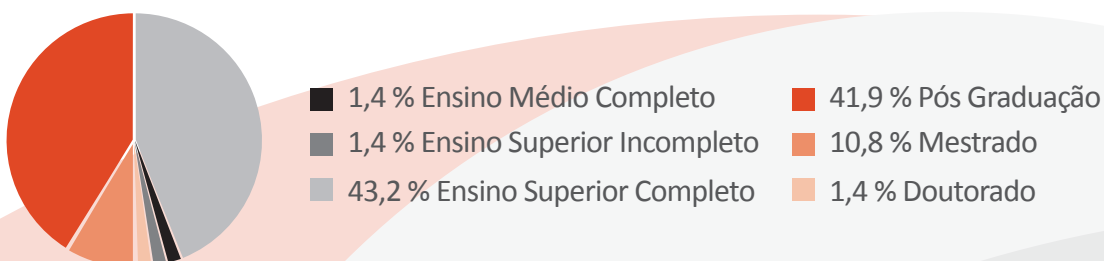 1,4 % Ensino Médio Completo
1,4 % Ensino Superior Incompleto
43,2 % Ensino Superior Completo
41,9 % Pós Graduação
10,8 % Mestrado
1,4 % Doutorado